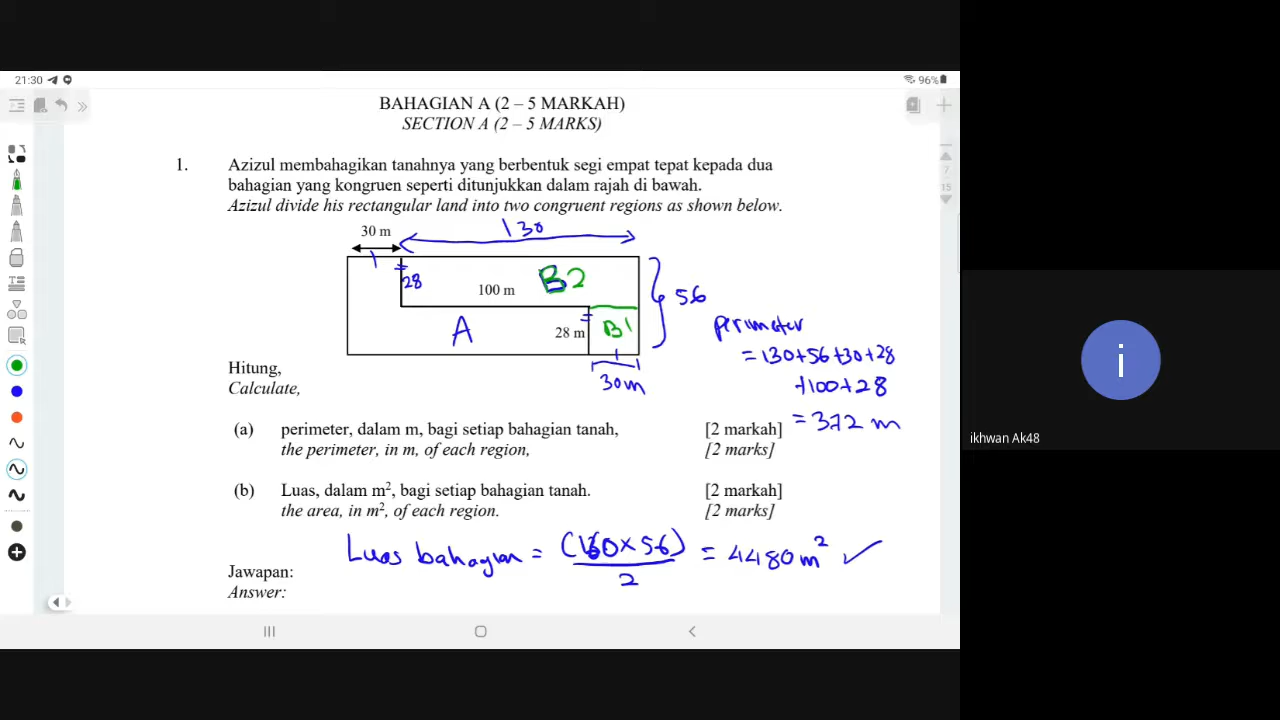 21:30
96%
BAHAGIAN A (2 – 5 MARKAH)
SECTION A (2 – 5 MARKS)
1. Azizul membahagikan tanahnya yang berbentuk segi empat tepat kepada dua
bahagian yang kongruen seperti ditunjukkan dalam rajah di bawah.
Azizul divide his rectangular land into two congruent regions as shown below.
30 m
130
28
100 m
B2
56
A
28 m
B1
30m
perimeter
= 130+56+30+28
+100+28
= 372 m
Hitung,
Calculate,
(a) perimeter, dalam m, bagi setiap bahagian tanah, [2 markah]
the perimeter, in m, of each region, [2 marks]
(b) Luas, dalam m², bagi setiap bahagian tanah. [2 markah]
the area, in m², of each region. [2 marks]
Luas bahagian = (160 × 56) / 2 = 4480 m² ✓
Jawapan:
Answer:
7
15
i
ikhwan Ak48